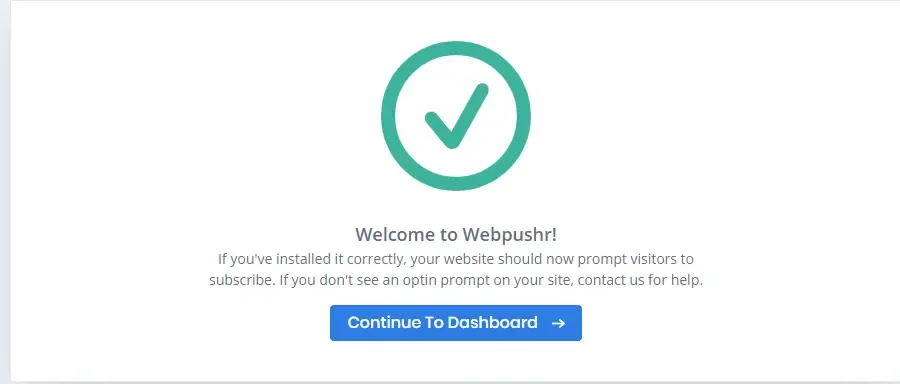 Welcome to Webpushr!
If you've installed it correctly, your website should now prompt visitors to
subscribe. If you don't see an optin prompt on your site, contact us for help.
Continue To Dashboard →